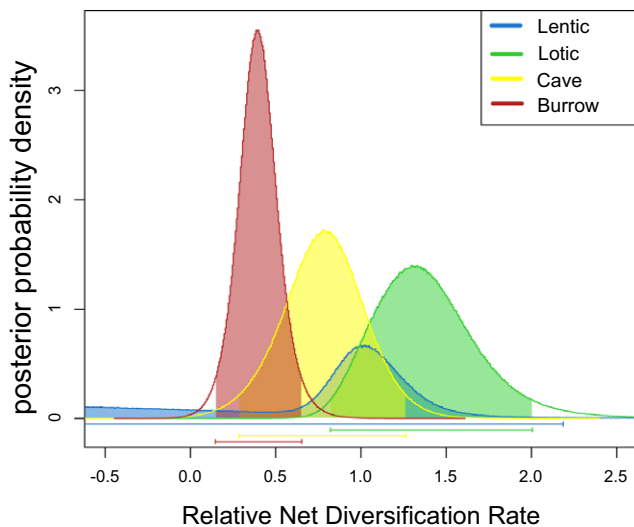 Lentic
Lotic
Cave
Burrow
posterior probability density
3
2
1
0
-0.5 0.0 0.5 1.0 1.5 2.0 2.5
Relative Net Diversification Rate